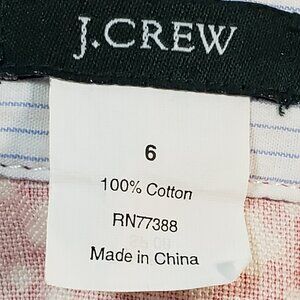 J.CREW
6
100% Cotton
RN77388
Made in China